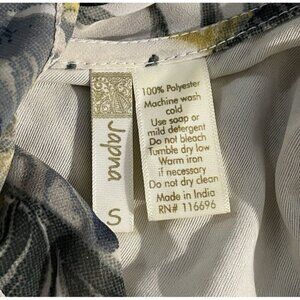 Japna
S
100% Polyester
Machine wash
cold
Use soap or
mild detergent
Do not bleach
Tumble dry low
Warm iron
if necessary
Do not dry clean
Made in India
RN# 116696